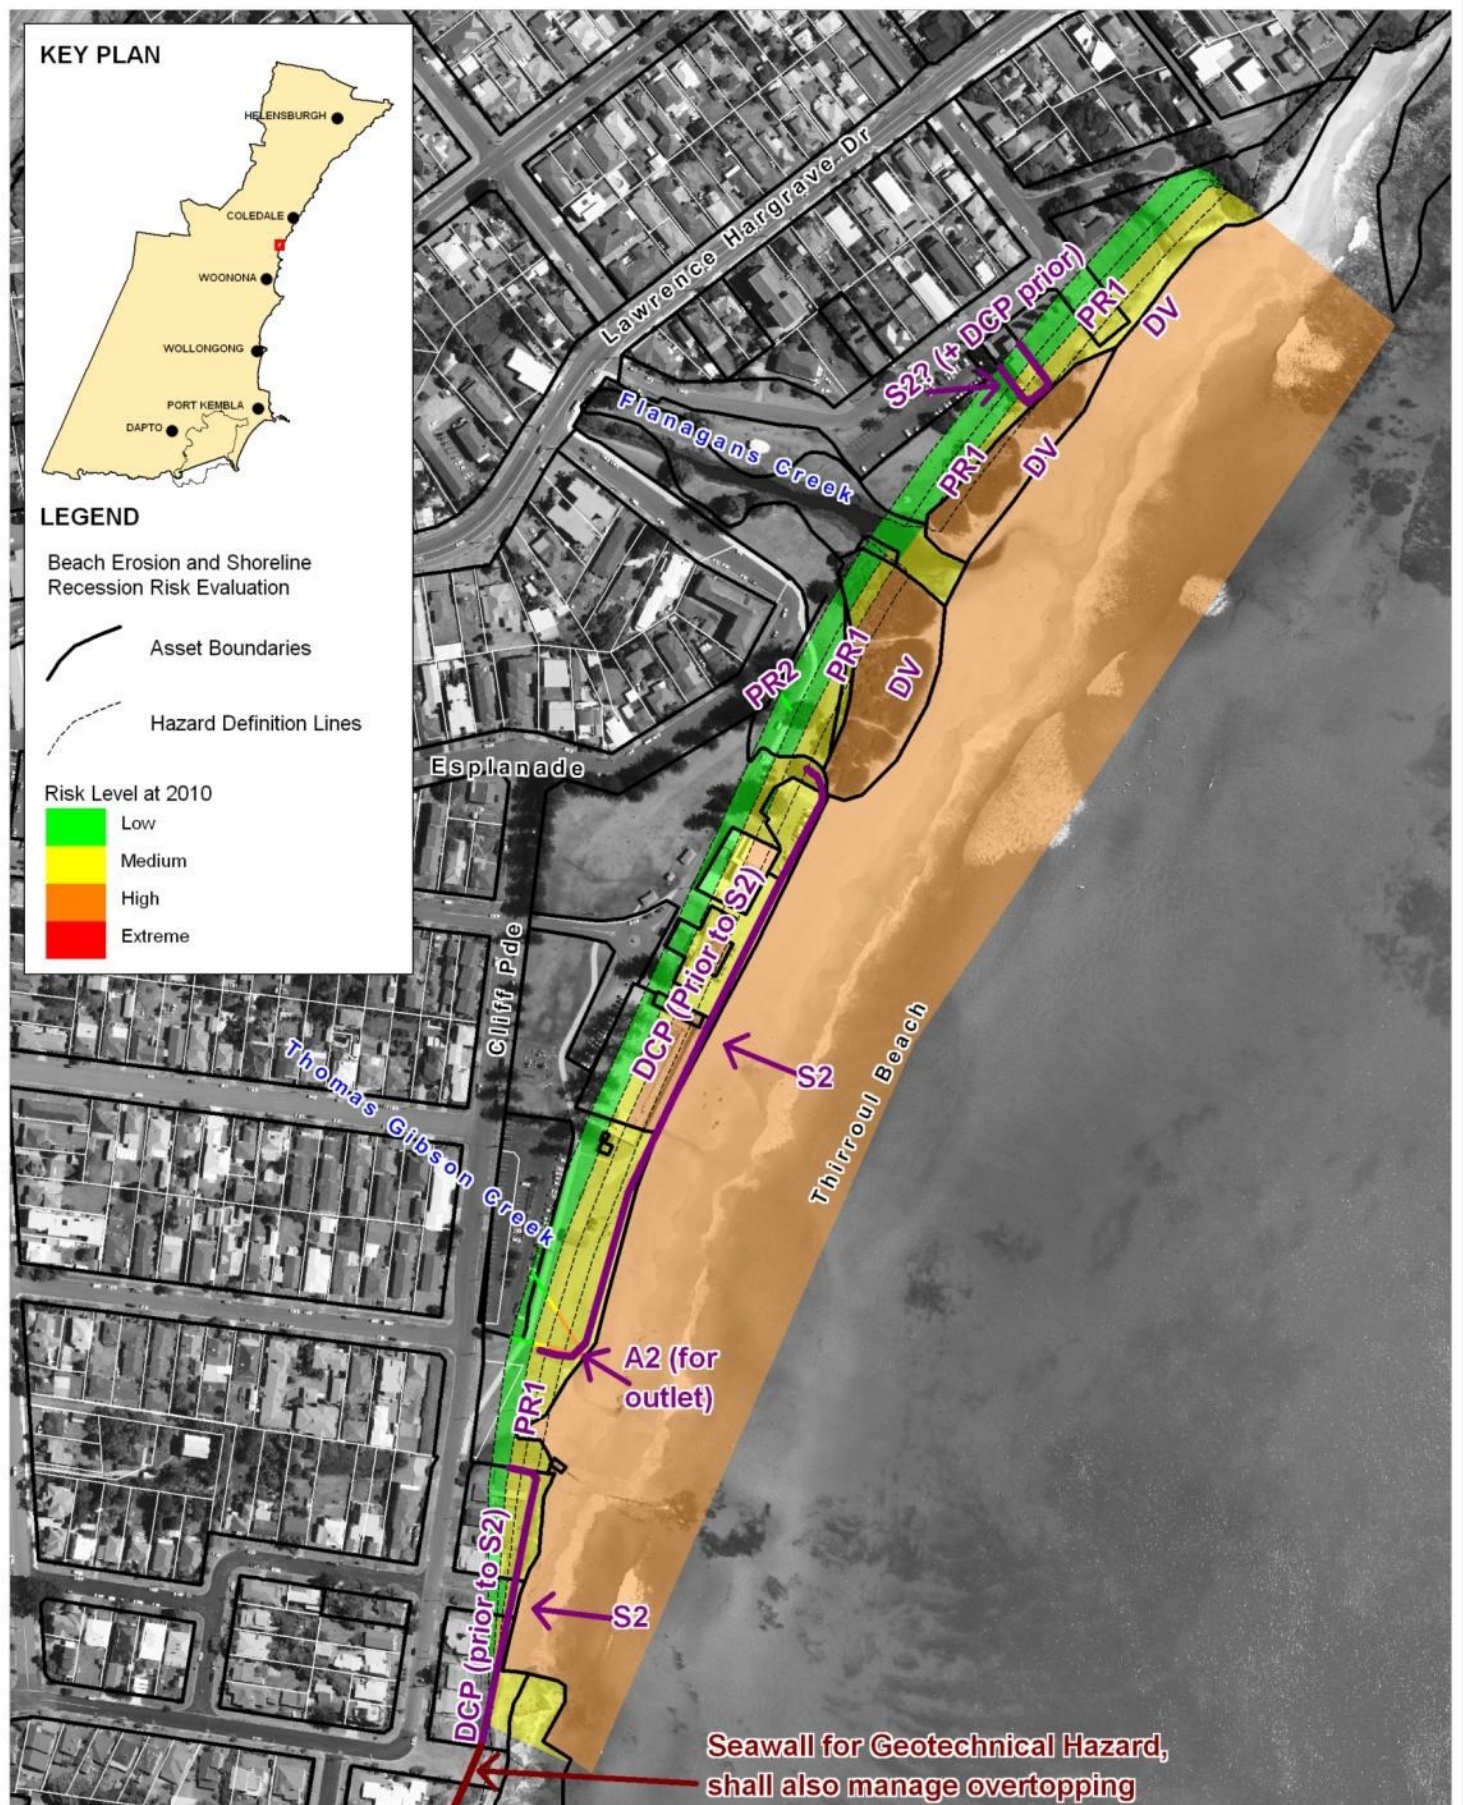 KEY PLAN
HELENSBURGH
COLEDALE
WOONONA
WOLLONGONG
PORT KEMBLA
DAPTO
LEGEND
Beach Erosion and Shoreline
Recession Risk Evaluation
Asset Boundaries
Hazard Definition Lines
Risk Level at 2010
Low
Medium
High
Extreme
Lawrence Hargrave Dr
S2? (+ DCP prior)
PR1
DV
Flanagans Creek
PR1
DV
PR2
PR1
DV
Esplanade
DCP (Prior to S2)
Cliff Pde
S2
Thirroul Beach
Thomas Gibson Creek
A2 (for
outlet)
PR1
DCP (prior to S2)
S2
Seawall for Geotechnical Hazard,
shall also manage overtopping